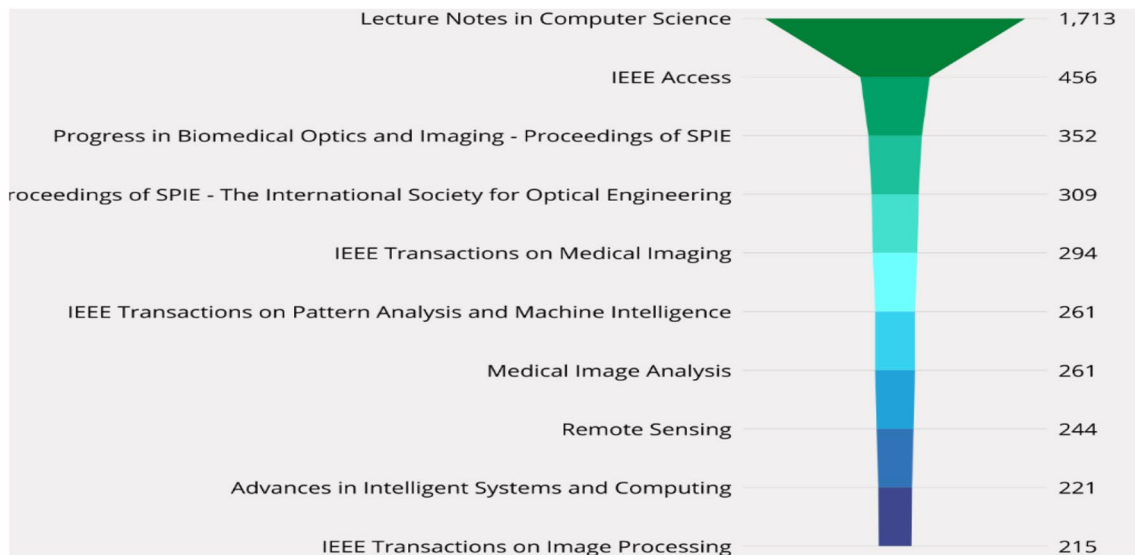 Lecture Notes in Computer Science 1,713
IEEE Access 456
Progress in Biomedical Optics and Imaging - Proceedings of SPIE 352
roceedings of SPIE - The International Society for Optical Engineering 309
IEEE Transactions on Medical Imaging 294
IEEE Transactions on Pattern Analysis and Machine Intelligence 261
Medical Image Analysis 261
Remote Sensing 244
Advances in Intelligent Systems and Computing 221
IEEE Transactions on Image Processing 215